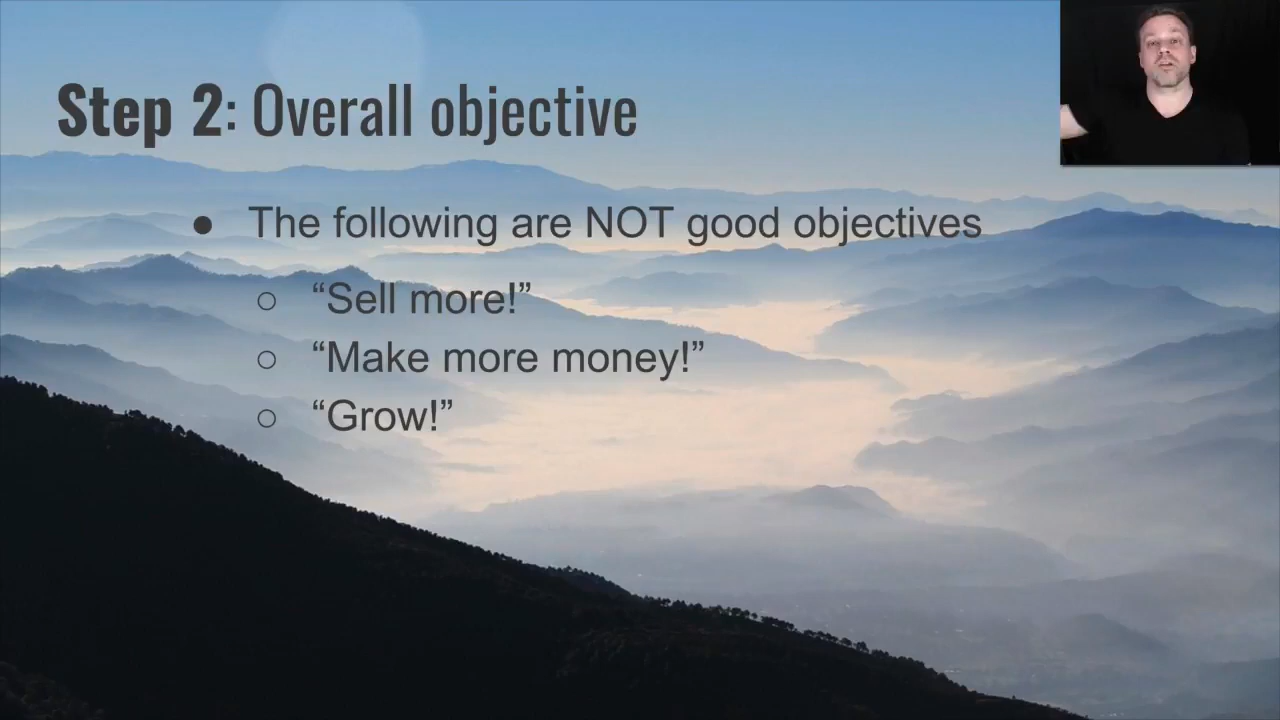 Step 2: Overall objective
● The following are NOT good objectives
○ “Sell more!”
○ “Make more money!”
○ “Grow!”